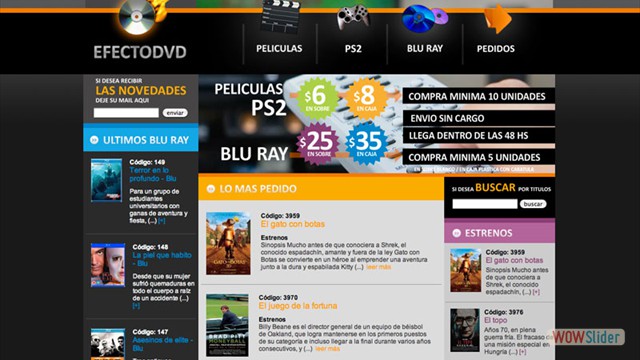 EFECTODVD
PELICULAS
PS2
BLU RAY
PEDIDOS
SI DESEA RECIBIR
LAS NOVEDADES
DEJE SU MAIL AQUI
enviar
ULTIMOS BLU RAY
Código: 149
Terror en lo
profundo - Blu
Para un grupo de
estudiantes
universitarios con
ganas de aventura y
fiesta, (...) [+]
Código: 148
La piel que habito
- Blu
Desde que su mujer
sufrió quemaduras en
todo el cuerpo a raíz
de un accidente
(...) [+]
Código: 147
Asesinos de elite -
Blu
PELICULAS
PS2
$6
EN SOBRE
$8
EN CAJA
BLU RAY
$25
EN SOBRE
$35
EN CAJA
COMPRA MINIMA 10 UNIDADES
ENVIO SIN CARGO
LLEGA DENTRO DE LAS 48 HS
COMPRA MINIMA 5 UNIDADES
LO MAS PEDIDO
Código: 3959
El gato con botas
Estrenos
Sinopsis Mucho antes de que conociera a Shrek, el
conocido espadachín, amante y fuera de la ley Gato con
Botas se convierte en un héroe al emprender una aventura
junto a la dura y espabilada Kitty (...) leer más
Código: 3970
El juego de la fortuna
Estrenos
Billy Beane es director general de un equipo de béisbol
de Oakland, que logra mantenerse en los primeros puestos
de su categoría e incluso llegar a la final durante varios años
consecutivos, y (...) leer más
BRAD PITT
MONEYBALL
SI DESEA BUSCAR POR TITULOS
buscar
ESTRENOS
Código: 3959
El gato con botas
Sinopsis Mucho antes
de que conociera a
Shrek, el conocido
espadachín, (...) [+]
Código: 3976
El topo
Años 70, en plena
guerra fría. El fracaso
en una misión especial en
Hungría (...) [+]
WOWSlider